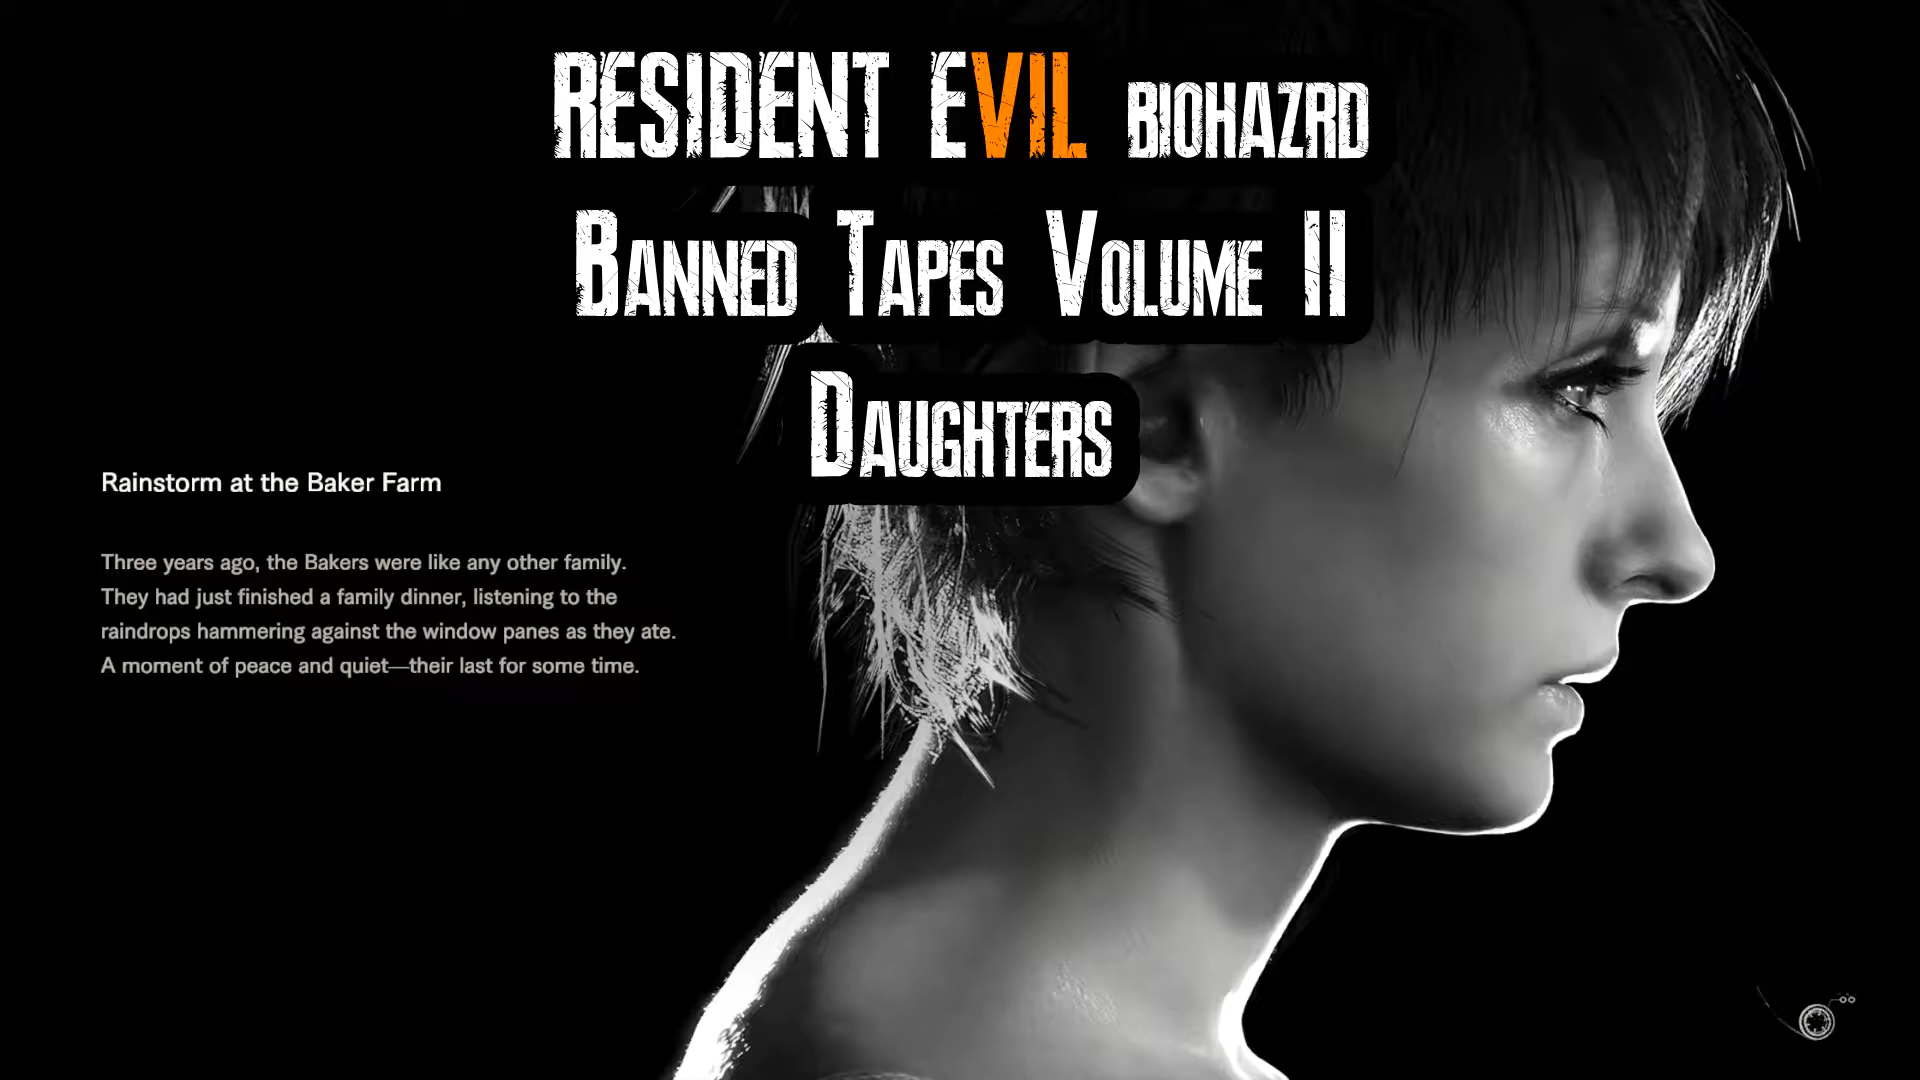 RESIDENT EVIL BIOHAZRD
BANNED TAPES VOLUME II
DAUGHTERS
Rainstorm at the Baker Farm
Three years ago, the Bakers were like any other family.
They had just finished a family dinner, listening to the
raindrops hammering against the window panes as they ate.
A moment of peace and quiet—their last for some time.